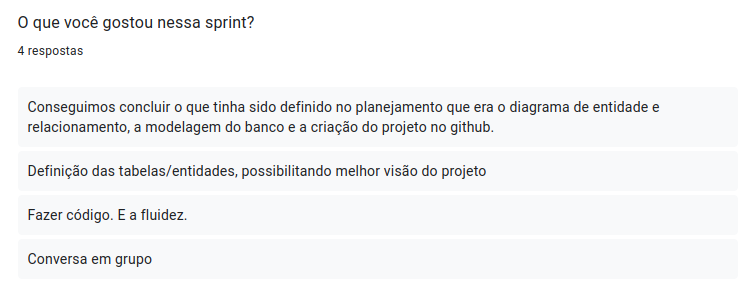 O que você gostou nessa sprint?
4 respostas
Conseguimos concluir o que tinha sido definido no planejamento que era o diagrama de entidade e
relacionamento, a modelagem do banco e a criação do projeto no github.
Definição das tabelas/entidades, possibilitando melhor visão do projeto
Fazer código. E a fluidez.
Conversa em grupo